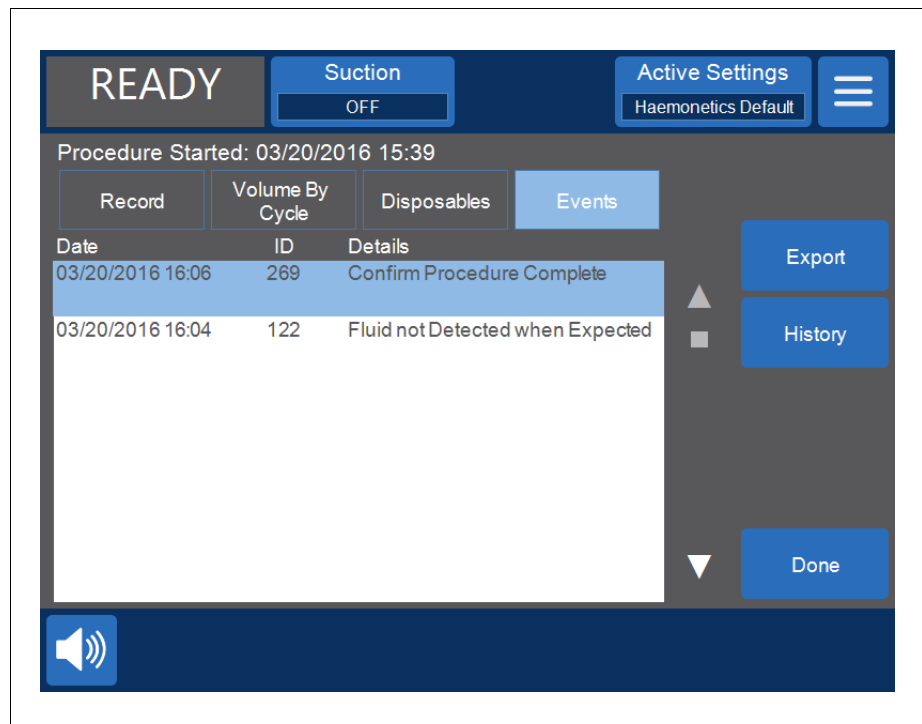 READY
Suction
OFF
Active Settings
Haemonetics Default
Procedure Started: 03/20/2016 15:39
Record
Volume By
Cycle
Disposables
Events
Date ID Details
03/20/2016 16:06 269 Confirm Procedure Complete
03/20/2016 16:04 122 Fluid not Detected when Expected
Export
History
Done